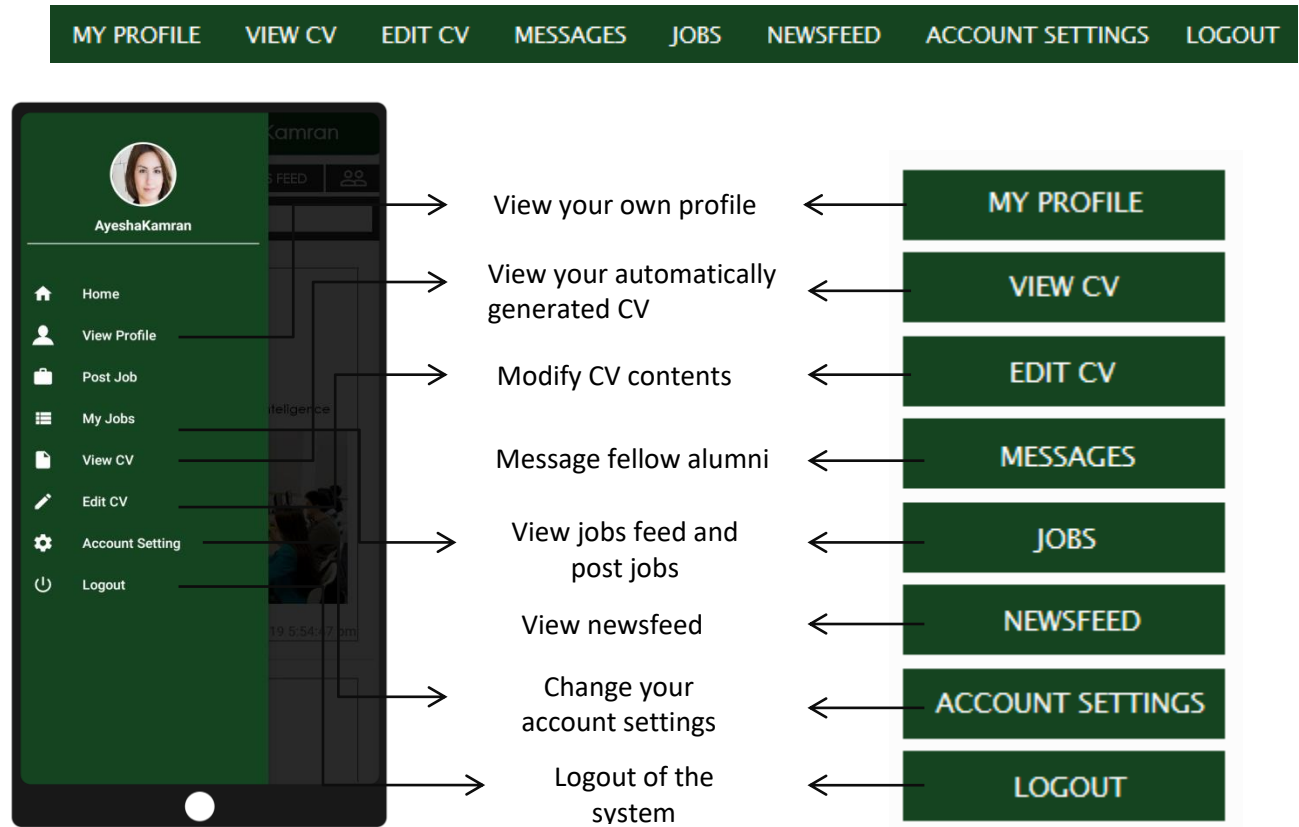 MY PROFILE VIEW CV EDIT CV MESSAGES JOBS NEWSFEED ACCOUNT SETTINGS LOGOUT
Kamran
S FEED
AyeshaKamran
Home
View Profile
Post Job
My Jobs
View CV
Edit CV
Account Setting
Logout
ntelligence
19 5:54:47 pm
View your own profile
View your automatically
generated CV
Modify CV contents
Message fellow alumni
View jobs feed and
post jobs
View newsfeed
Change your
account settings
Logout of the
system
MY PROFILE
VIEW CV
EDIT CV
MESSAGES
JOBS
NEWSFEED
ACCOUNT SETTINGS
LOGOUT